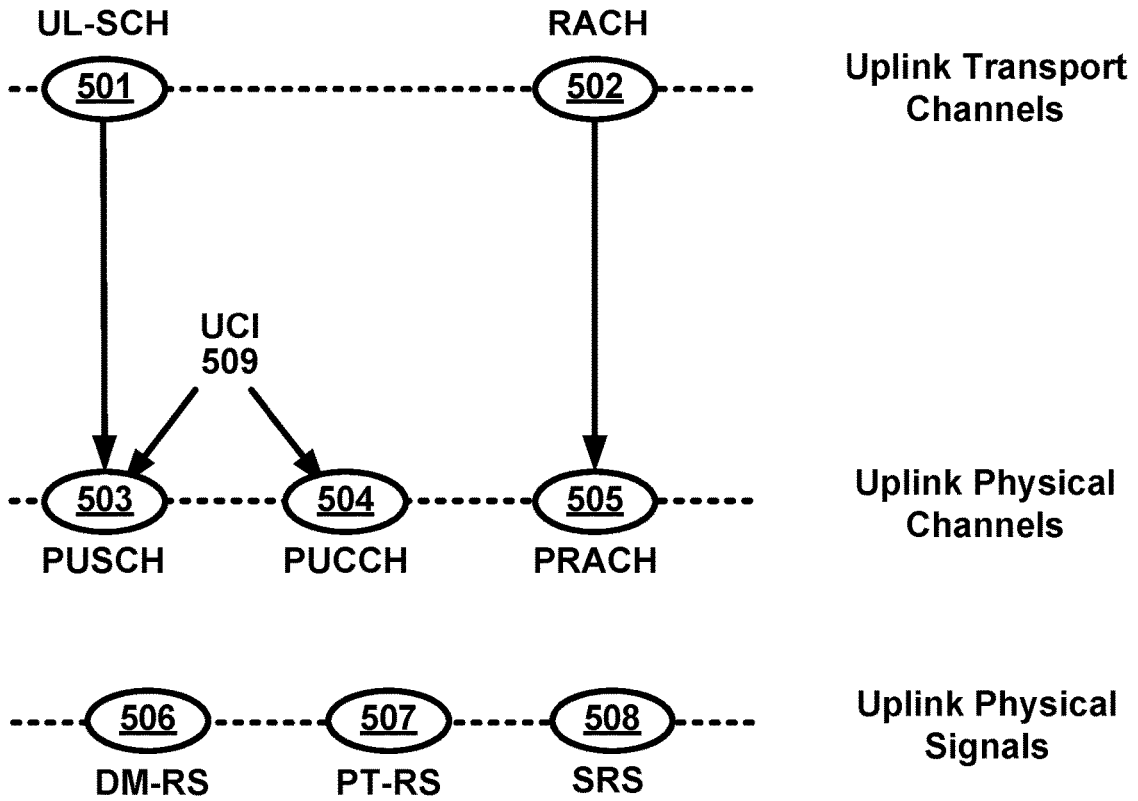 UL-SCH
RACH
501
502
Uplink Transport
Channels
UCI
509
503
504
505
Uplink Physical
Channels
PUSCH
PUCCH
PRACH
506
507
508
Uplink Physical
Signals
DM-RS
PT-RS
SRS